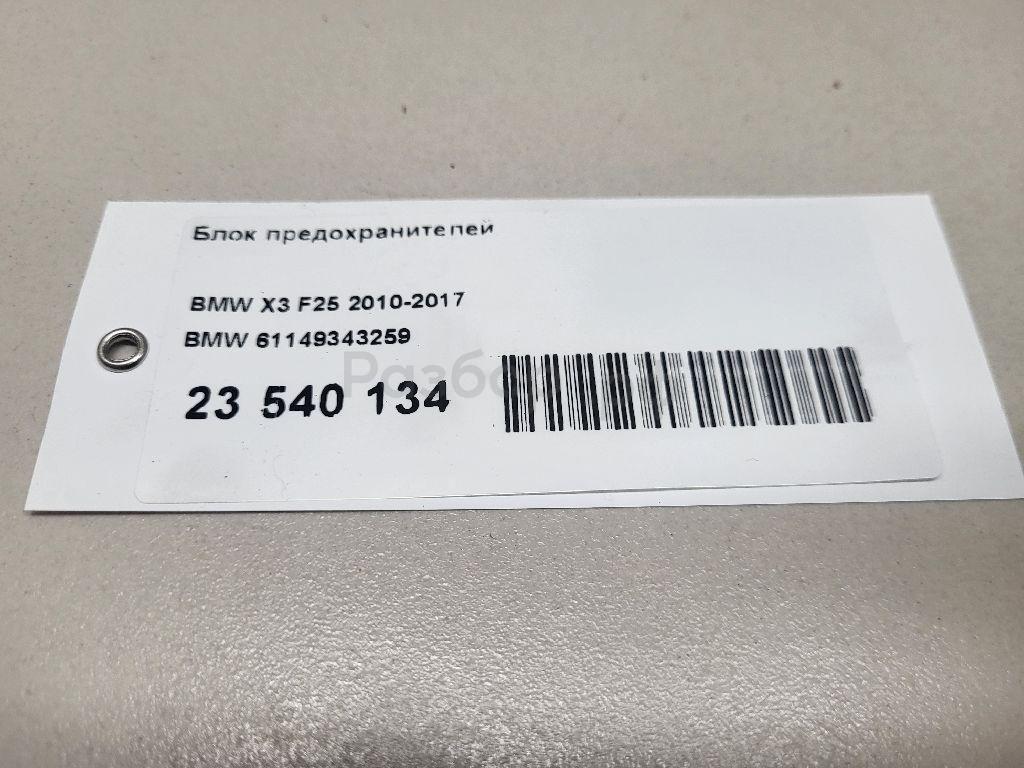 Блок предохранителей
BMW X3 F25 2010-2017
BMW 61149343259
23 540 134